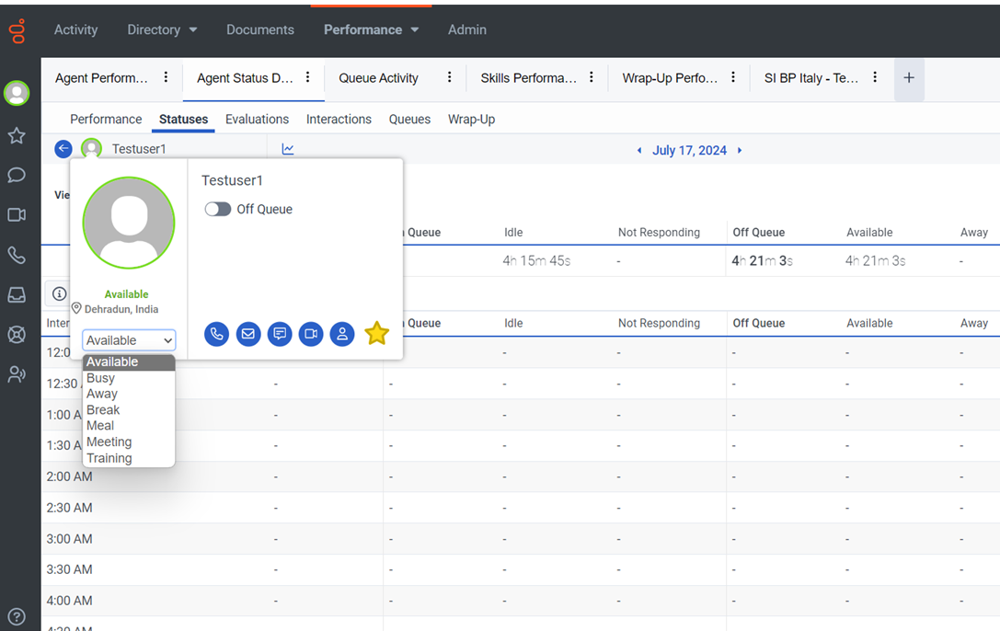 Activity Directory Documents Performance Admin
Agent Perform... Agent Status D... Queue Activity Skills Performa... Wrap-Up Perfo... SI BP Italy - Te... +
Performance Statuses Evaluations Interactions Queues Wrap-Up
Testuser1 July 17, 2024
Testuser1
Vie
Off Queue
Queue Idle Not Responding Off Queue Available Away
4h 15m 45s - 4h 21m 3s 4h 21m 3s -
Available
Dehradun, India
Inter Queue Idle Not Responding Off Queue Available Away
Available
12:0 - - - - -
Available
Busy
12:30 - - - - - - -
Away
Break
1:00 A - - - - - - -
Meal
Meeting
1:30 A - - - - - - -
Training
2:00 AM - - - - - - -
2:30 AM - - - - - - -
3:00 AM - - - - - - -
3:30 AM - - - - - - -
4:00 AM - - - - - - -
4:30 AM